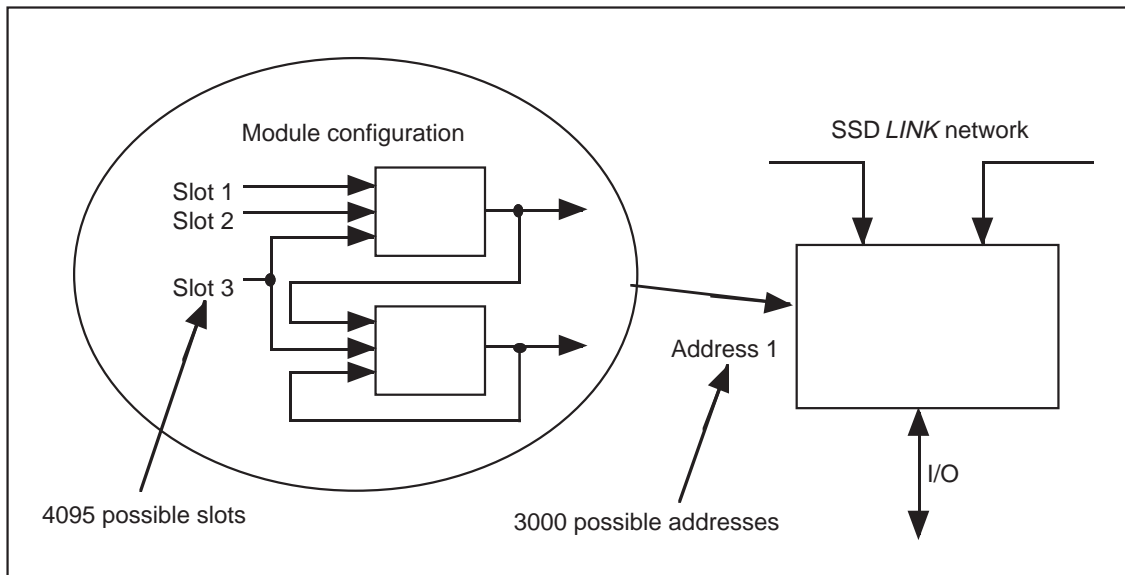 Module configuration
SSD LINK network
Slot 1
Slot 2
Slot 3
Address 1
I/O
4095 possible slots
3000 possible addresses